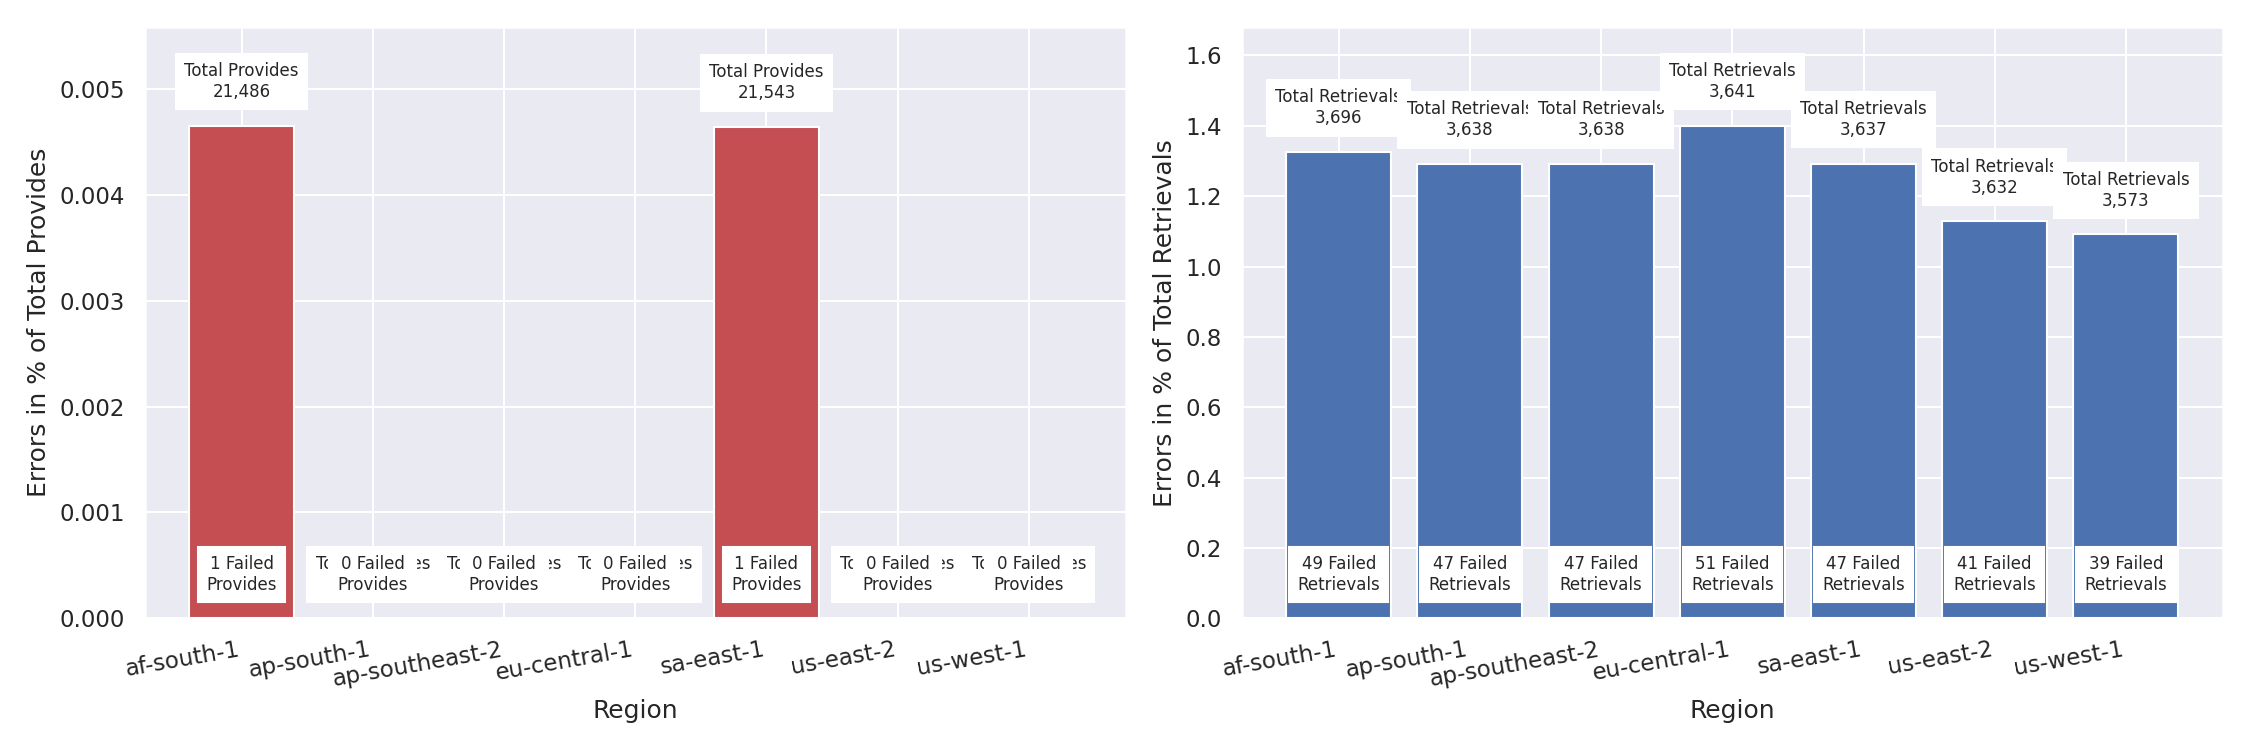 Errors in % of Total Provides
0.005
0.004
0.003
0.002
0.001
0.000
Total Provides
21,486
Total Provides
21,543
1 Failed
Provides
0 Failed
Provides
0 Failed
Provides
0 Failed
Provides
1 Failed
Provides
0 Failed
Provides
0 Failed
Provides
af-south-1
ap-south-1
ap-southeast-2
eu-central-1
sa-east-1
us-east-2
us-west-1
Region
Errors in % of Total Retrievals
1.6
1.4
1.2
1.0
0.8
0.6
0.4
0.2
0.0
Total Retrievals
3,696
Total Retrievals
3,638
Total Retrievals
3,638
Total Retrievals
3,641
Total Retrievals
3,637
Total Retrievals
3,632
Total Retrievals
3,573
49 Failed
Retrievals
47 Failed
Retrievals
47 Failed
Retrievals
51 Failed
Retrievals
47 Failed
Retrievals
41 Failed
Retrievals
39 Failed
Retrievals
af-south-1
ap-south-1
ap-southeast-2
eu-central-1
sa-east-1
us-east-2
us-west-1
Region